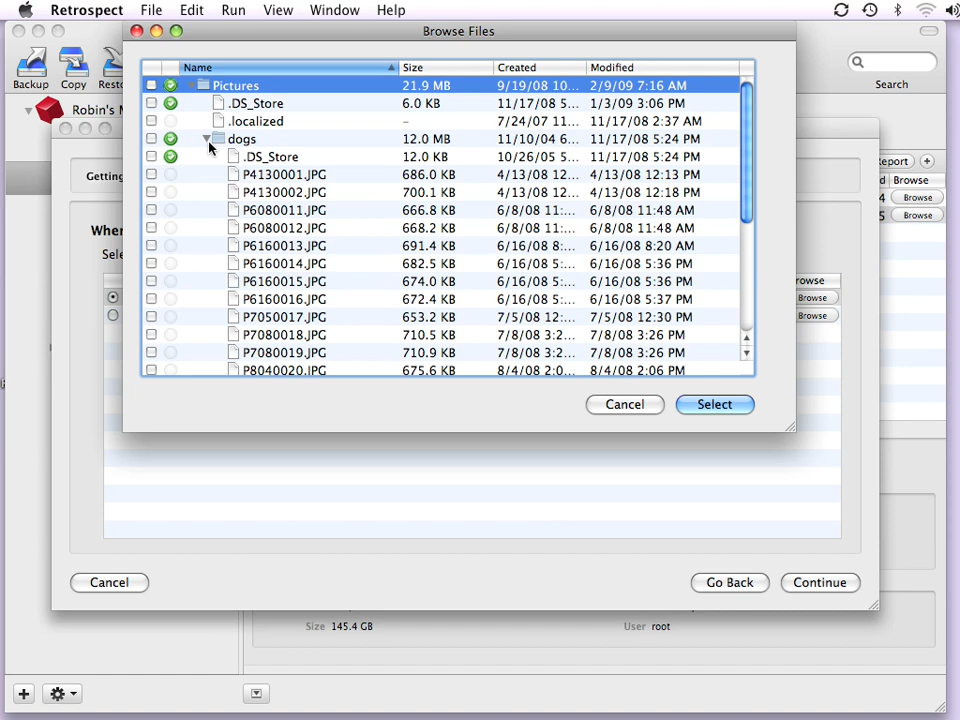 Retrospect File Edit Run View Window Help
Browse Files
Backup Copy Resto Search
Name Size Created Modified
Pictures 21.9 MB 9/19/08 10... 2/9/09 7:16 AM
.DS_Store 6.0 KB 11/17/08 5... 1/3/09 3:06 PM
.localized – 7/24/07 11... 11/17/08 2:37 AM
dogs 12.0 MB 11/10/04 6... 11/17/08 5:24 PM
.DS_Store 12.0 KB 10/26/05 5... 11/17/08 5:24 PM
P4130001.JPG 686.0 KB 4/13/08 12... 4/13/08 12:13 PM
P4130002.JPG 700.1 KB 4/13/08 12... 4/13/08 12:18 PM
P6080011.JPG 666.8 KB 6/8/08 11:... 6/8/08 11:48 AM
P6080012.JPG 668.2 KB 6/8/08 11:... 6/8/08 11:48 AM
P6160013.JPG 691.4 KB 6/16/08 8:... 6/16/08 8:20 AM
P6160014.JPG 682.5 KB 6/16/08 5:... 6/16/08 5:36 PM
P6160015.JPG 674.0 KB 6/16/08 5:... 6/16/08 5:36 PM
P6160016.JPG 672.4 KB 6/16/08 5:... 6/16/08 5:37 PM
P7050017.JPG 653.2 KB 7/5/08 12:... 7/5/08 12:30 PM
P7080018.JPG 710.5 KB 7/8/08 3:2... 7/8/08 3:26 PM
P7080019.JPG 710.9 KB 7/8/08 3:2... 7/8/08 3:26 PM
P8040020.JPG 675.6 KB 8/4/08 2:0... 8/4/08 2:06 PM
Cancel Select
Robin's M
Getting
Wher
Sele
eport +
d Browse
4 Browse
5 Browse
rowse
Browse
Browse
Cancel Go Back Continue
Size 145.4 GB User root